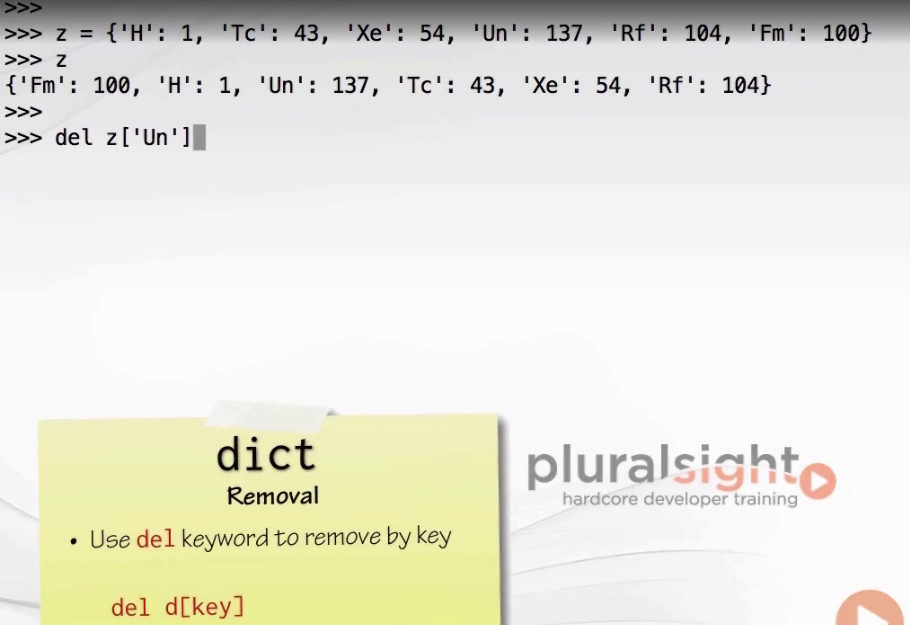 >>>
>>> z = {'H': 1, 'Tc': 43, 'Xe': 54, 'Un': 137, 'Rf': 104, 'Fm': 100}
>>> z
{'Fm': 100, 'H': 1, 'Un': 137, 'Tc': 43, 'Xe': 54, 'Rf': 104}
>>>
>>> del z['Un']
dict
Removal
• Use del keyword to remove by key
del d[key]
pluralsight
hardcore developer training